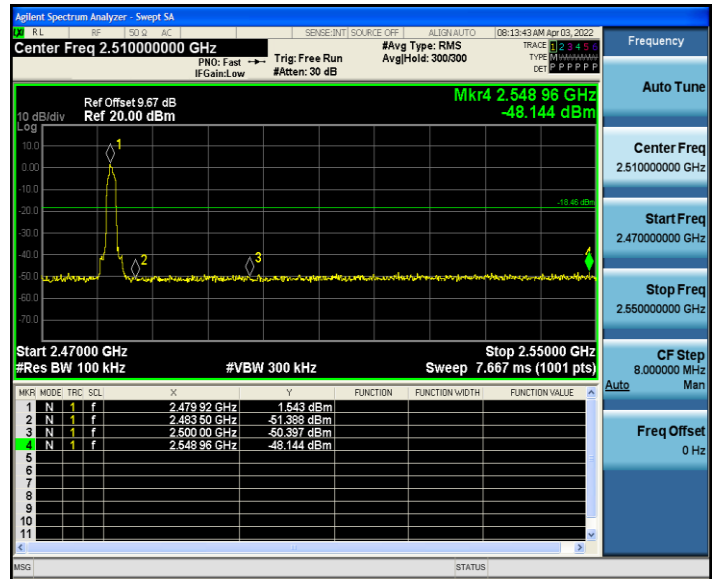 Agilent Spectrum Analyzer - Swept SA
RL RF 50 Ω AC SENSE:INT SOURCE OFF ALIGNAUTO 08:13:43 AM Apr 03, 2022
Center Freq 2.510000000 GHz
PNO: Fast
IFGain:Low
Trig: Free Run
#Atten: 30 dB
#Avg Type: RMS
Avg|Hold: 300/300
TRACE 1 2 3 4 5 6
TYPE M
DET P P P P P P
Frequency
Auto Tune
Center Freq
2.510000000 GHz
Start Freq
2.470000000 GHz
Stop Freq
2.550000000 GHz
CF Step
8.000000 MHz
Auto Man
Freq Offset
0 Hz
Ref Offset 9.67 dB
10 dB/div Ref 20.00 dBm
Log
Mkr4 2.548 96 GHz
-48.144 dBm
10.0
0.00
-10.0
-20.0
-30.0
-40.0
-50.0
-60.0
-70.0
1
2
3
4
-18.46 dBm
Start 2.47000 GHz Stop 2.55000 GHz
#Res BW 100 kHz #VBW 300 kHz Sweep 7.667 ms (1001 pts)
MKR MODE TRC SCL X Y FUNCTION FUNCTION WIDTH FUNCTION VALUE
1 N 1 f 2.479 92 GHz 1.543 dBm
2 N 1 f 2.483 50 GHz -51.388 dBm
3 N 1 f 2.500 00 GHz -50.397 dBm
4 N 1 f 2.548 96 GHz -48.144 dBm
5
6
7
8
9
10
11
MSG STATUS